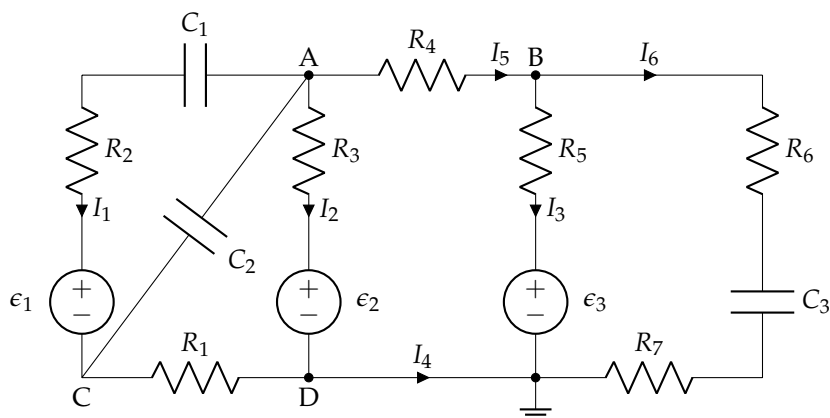 C₁
A
R₄
I₅
B
I₆
R₂
R₃
R₅
R₆
I₁
I₂
I₃
C₂
ϵ₁
+
−
ϵ₂
+
−
ϵ₃
+
−
C₃
R₁
I₄
R₇
C
D